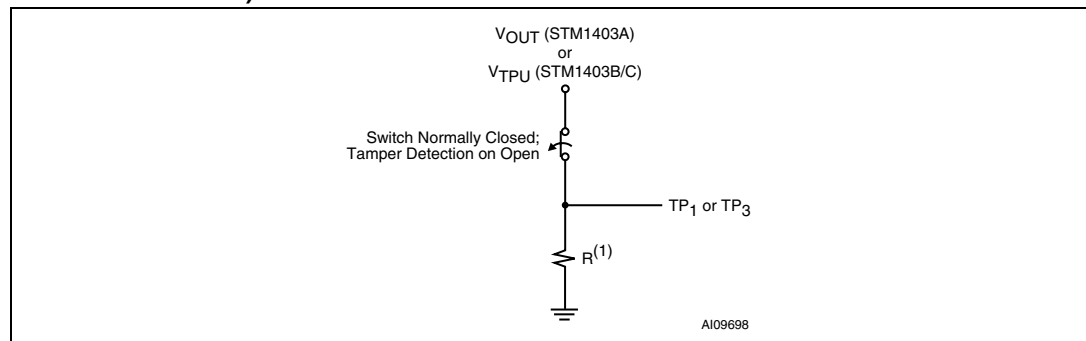 VOUT (STM1403A)
or
VTPU (STM1403B/C)
Switch Normally Closed;
Tamper Detection on Open
TP1 or TP3
R(1)
AI09698